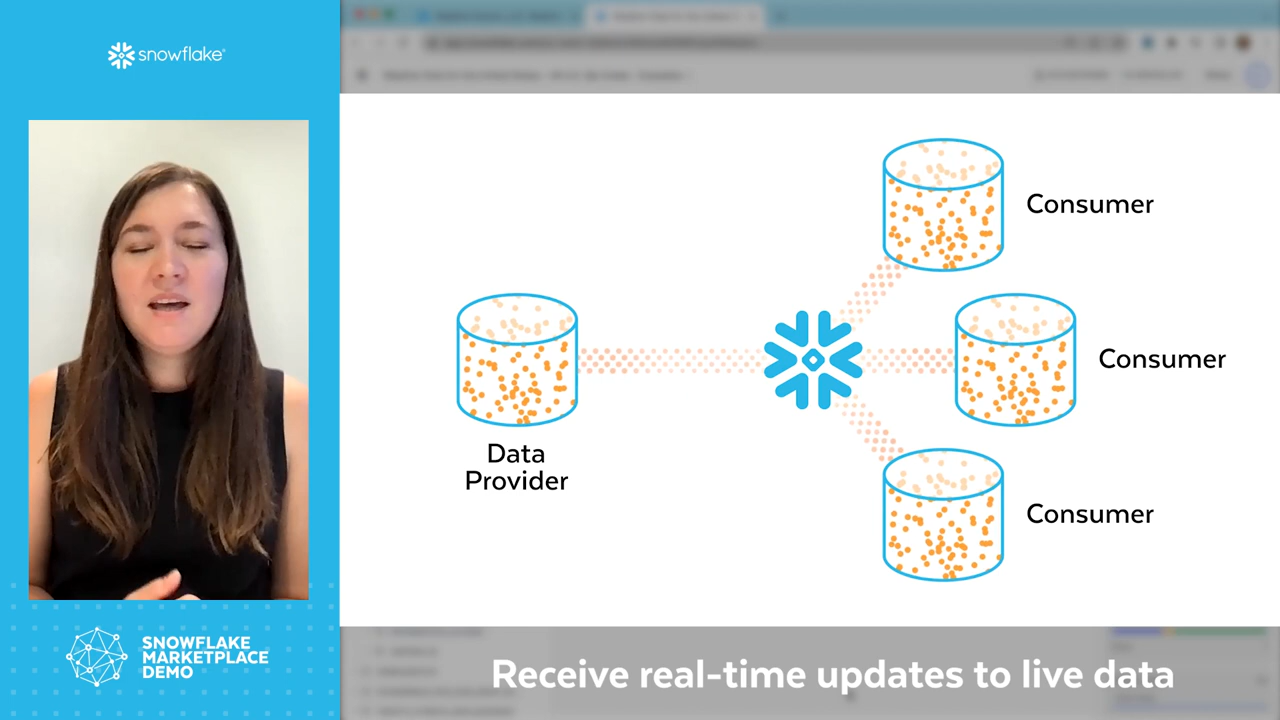 snowflake®
Consumer
Consumer
Data
Provider
Consumer
SNOWFLAKE
MARKETPLACE
DEMO
Receive real-time updates to live data